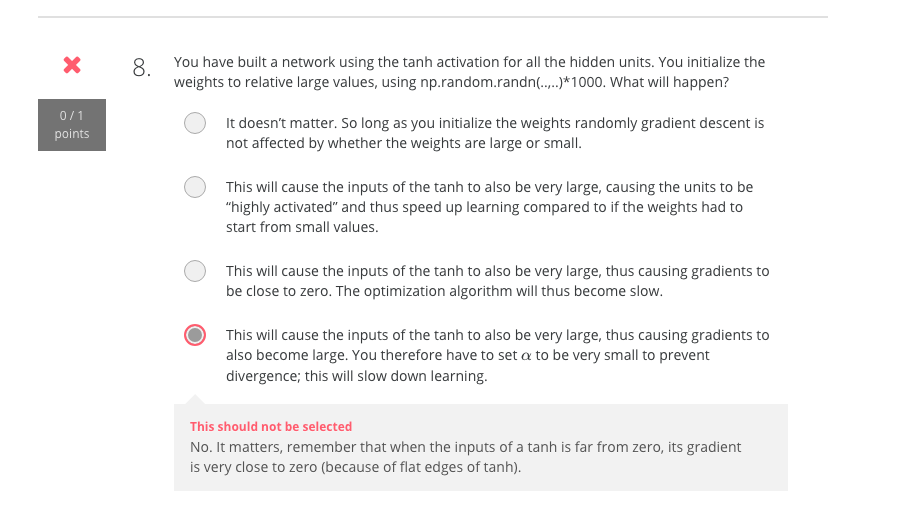 8.
You have built a network using the tanh activation for all the hidden units. You initialize the
weights to relative large values, using np.random.randn(..,..)*1000. What will happen?
0 / 1
points
It doesn’t matter. So long as you initialize the weights randomly gradient descent is
not affected by whether the weights are large or small.
This will cause the inputs of the tanh to also be very large, causing the units to be
“highly activated” and thus speed up learning compared to if the weights had to
start from small values.
This will cause the inputs of the tanh to also be very large, thus causing gradients to
be close to zero. The optimization algorithm will thus become slow.
This will cause the inputs of the tanh to also be very large, thus causing gradients to
also become large. You therefore have to set α to be very small to prevent
divergence; this will slow down learning.
This should not be selected
No. It matters, remember that when the inputs of a tanh is far from zero, its gradient
is very close to zero (because of flat edges of tanh).